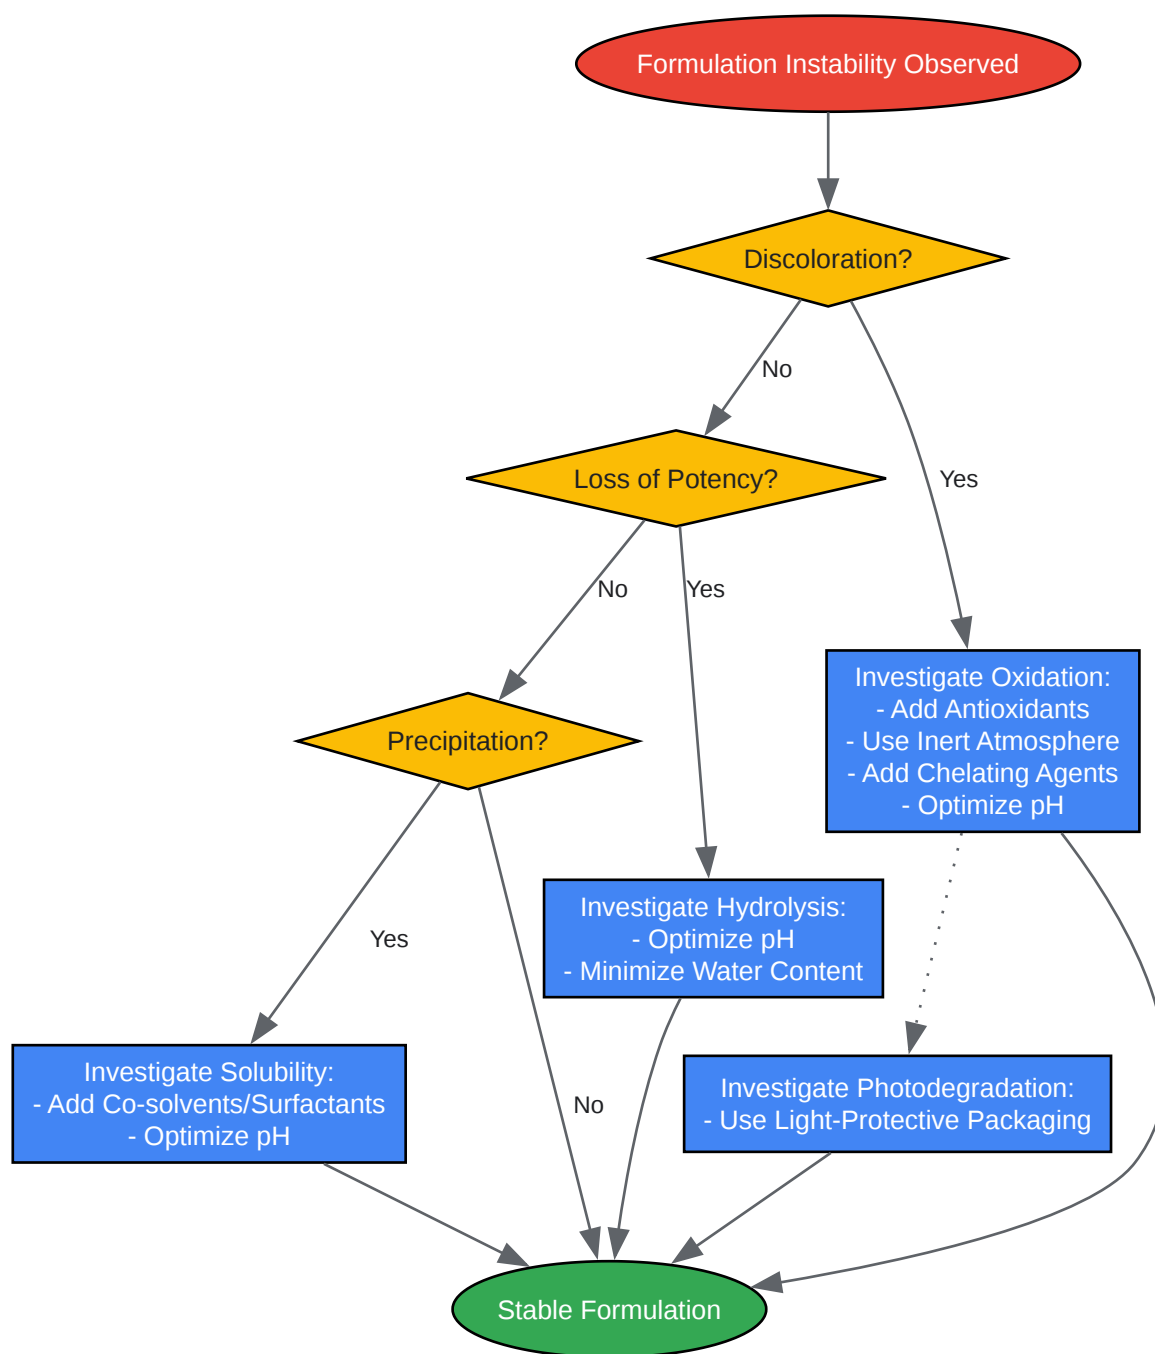 Formulation Instability Observed
Discoloration?
No
Yes
Loss of Potency?
No
Yes
Investigate Oxidation:
- Add Antioxidants
- Use Inert Atmosphere
- Add Chelating Agents
- Optimize pH
Precipitation?
Yes
No
Investigate Hydrolysis:
- Optimize pH
- Minimize Water Content
Investigate Solubility:
- Add Co-solvents/Surfactants
- Optimize pH
Investigate Photodegradation:
- Use Light-Protective Packaging
Stable Formulation